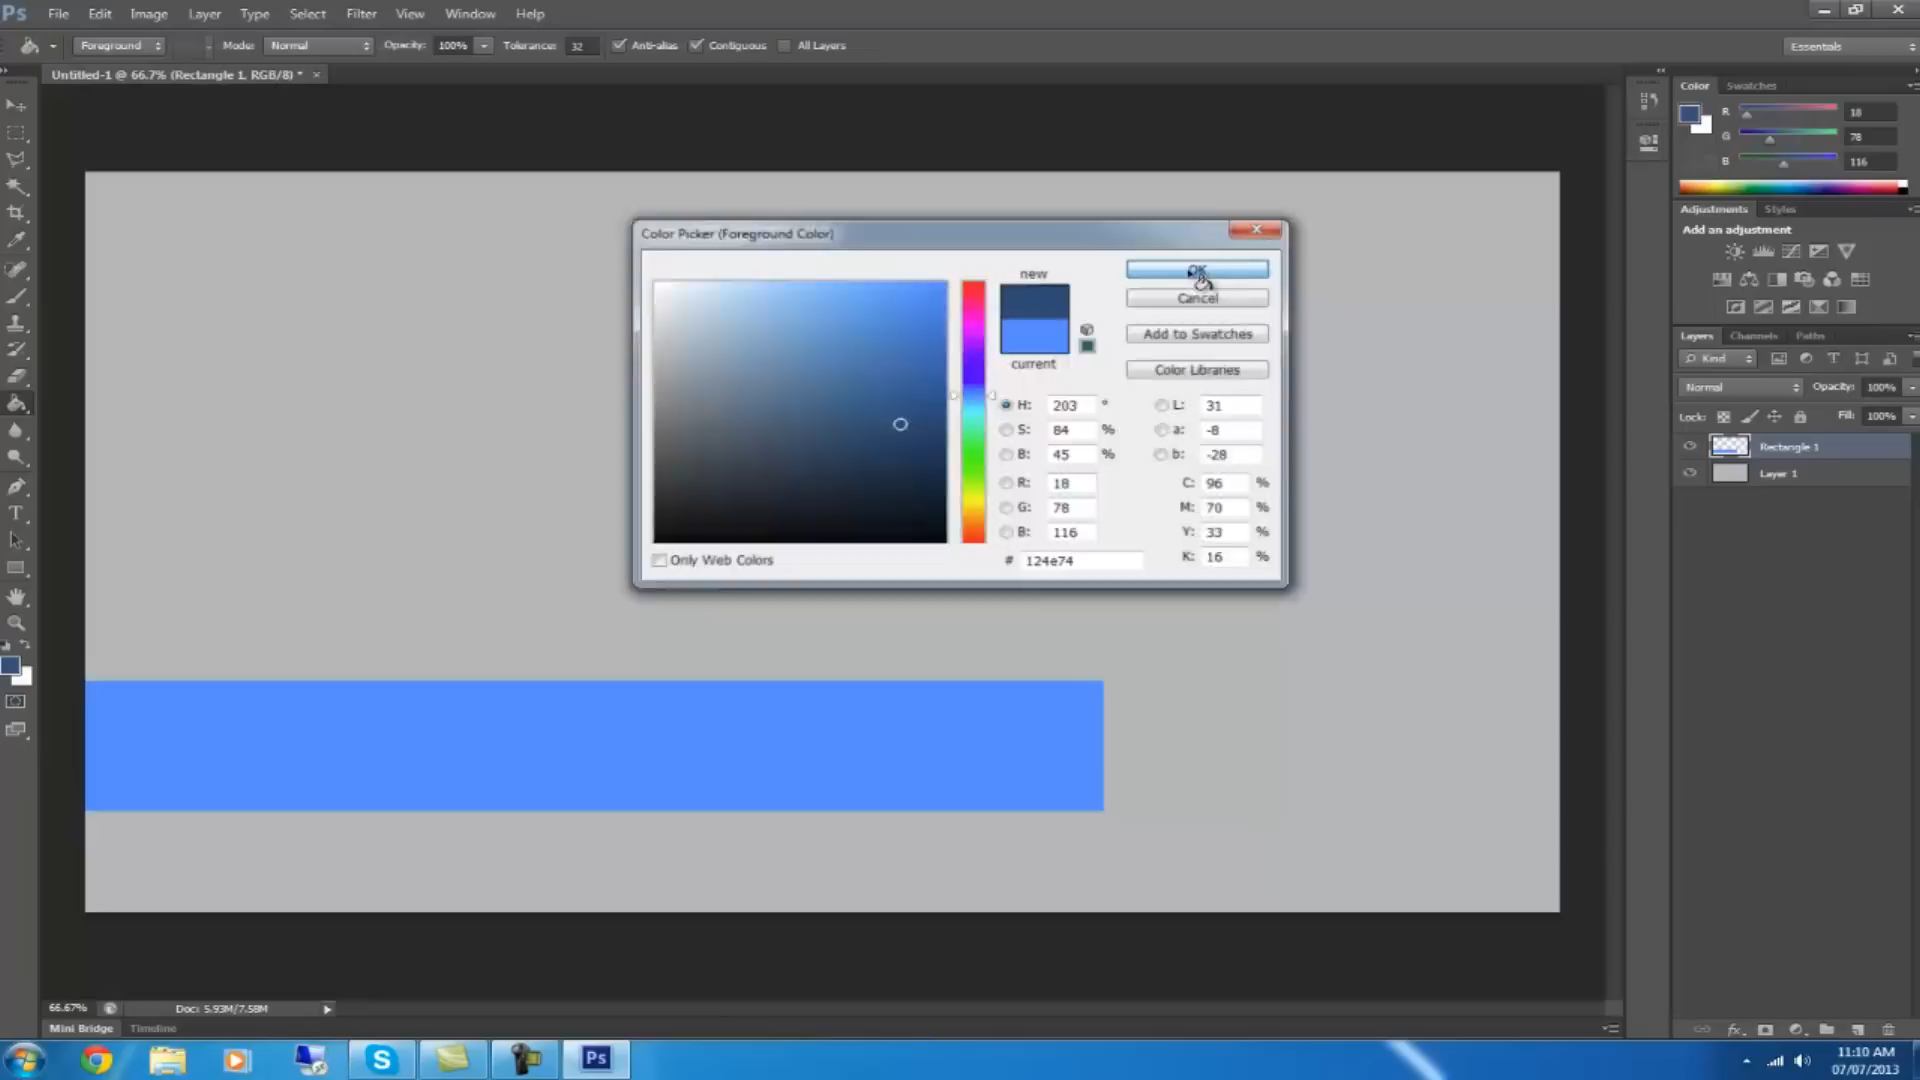 Ps File Edit Image Layer Type Select Filter View Window Help
Foreground Mode: Normal Opacity: 100% Tolerance: 32 Anti-alias Contiguous All Layers Essentials
Untitled-1 @ 66.7% (Rectangle 1, RGB/8) * ×
Color Swatches
R 18
G 78
B 116
Adjustments Styles
Add an adjustment
Layers Channels Paths
Kind
Normal Opacity: 100%
Lock: Fill: 100%
Rectangle 1
Layer 1
Color Picker (Foreground Color)
new
current
OK
Cancel
Add to Swatches
Color Libraries
H: 203 ° L: 31
S: 84 % a: -8
B: 45 % b: -28
R: 18 C: 96 %
G: 78 M: 70 %
B: 116 Y: 33 %
# 124e74 K: 16 %
Only Web Colors
T
66.67% Doc: 5.93M/7.58M
Mini Bridge Timeline
fx
S
Ps
11:10 AM
07/07/2013